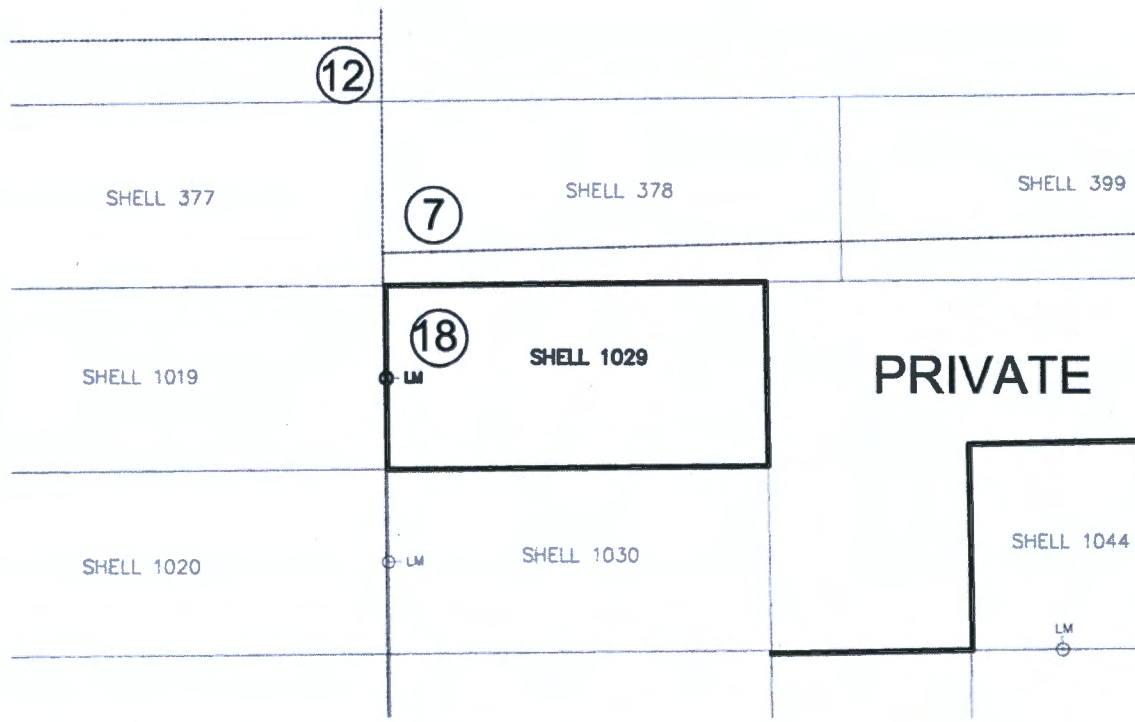 12
SHELL 377
7
SHELL 378
SHELL 399
18
SHELL 1029
SHELL 1019
LM
PRIVATE
SHELL 1020
LM
SHELL 1030
SHELL 1044
LM